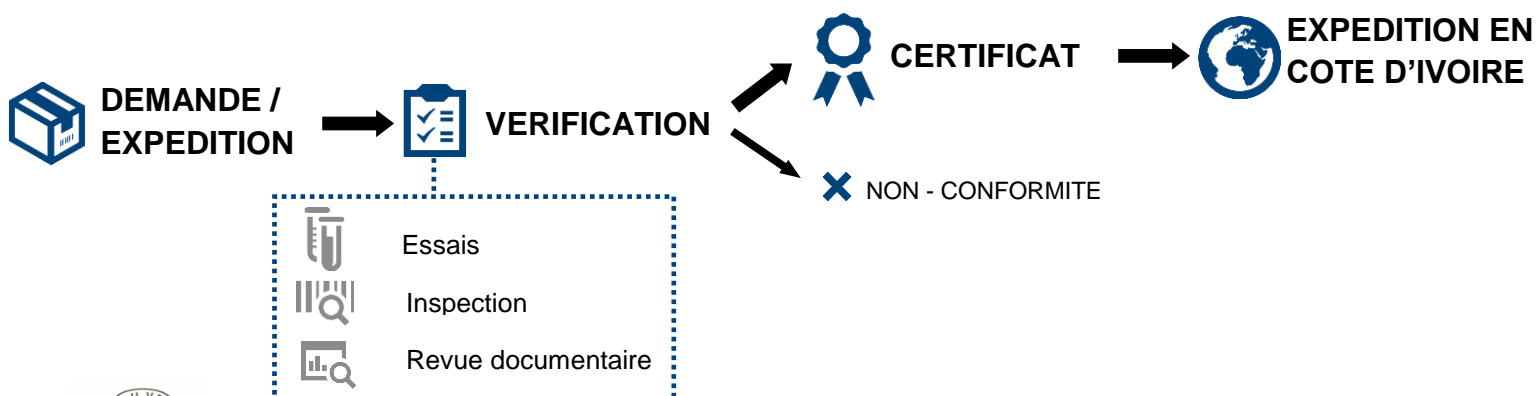 DEMANDE /
EXPEDITION
VERIFICATION
CERTIFICAT
EXPEDITION EN
COTE D'IVOIRE
NON - CONFORMITE
Essais
Inspection
Revue documentaire